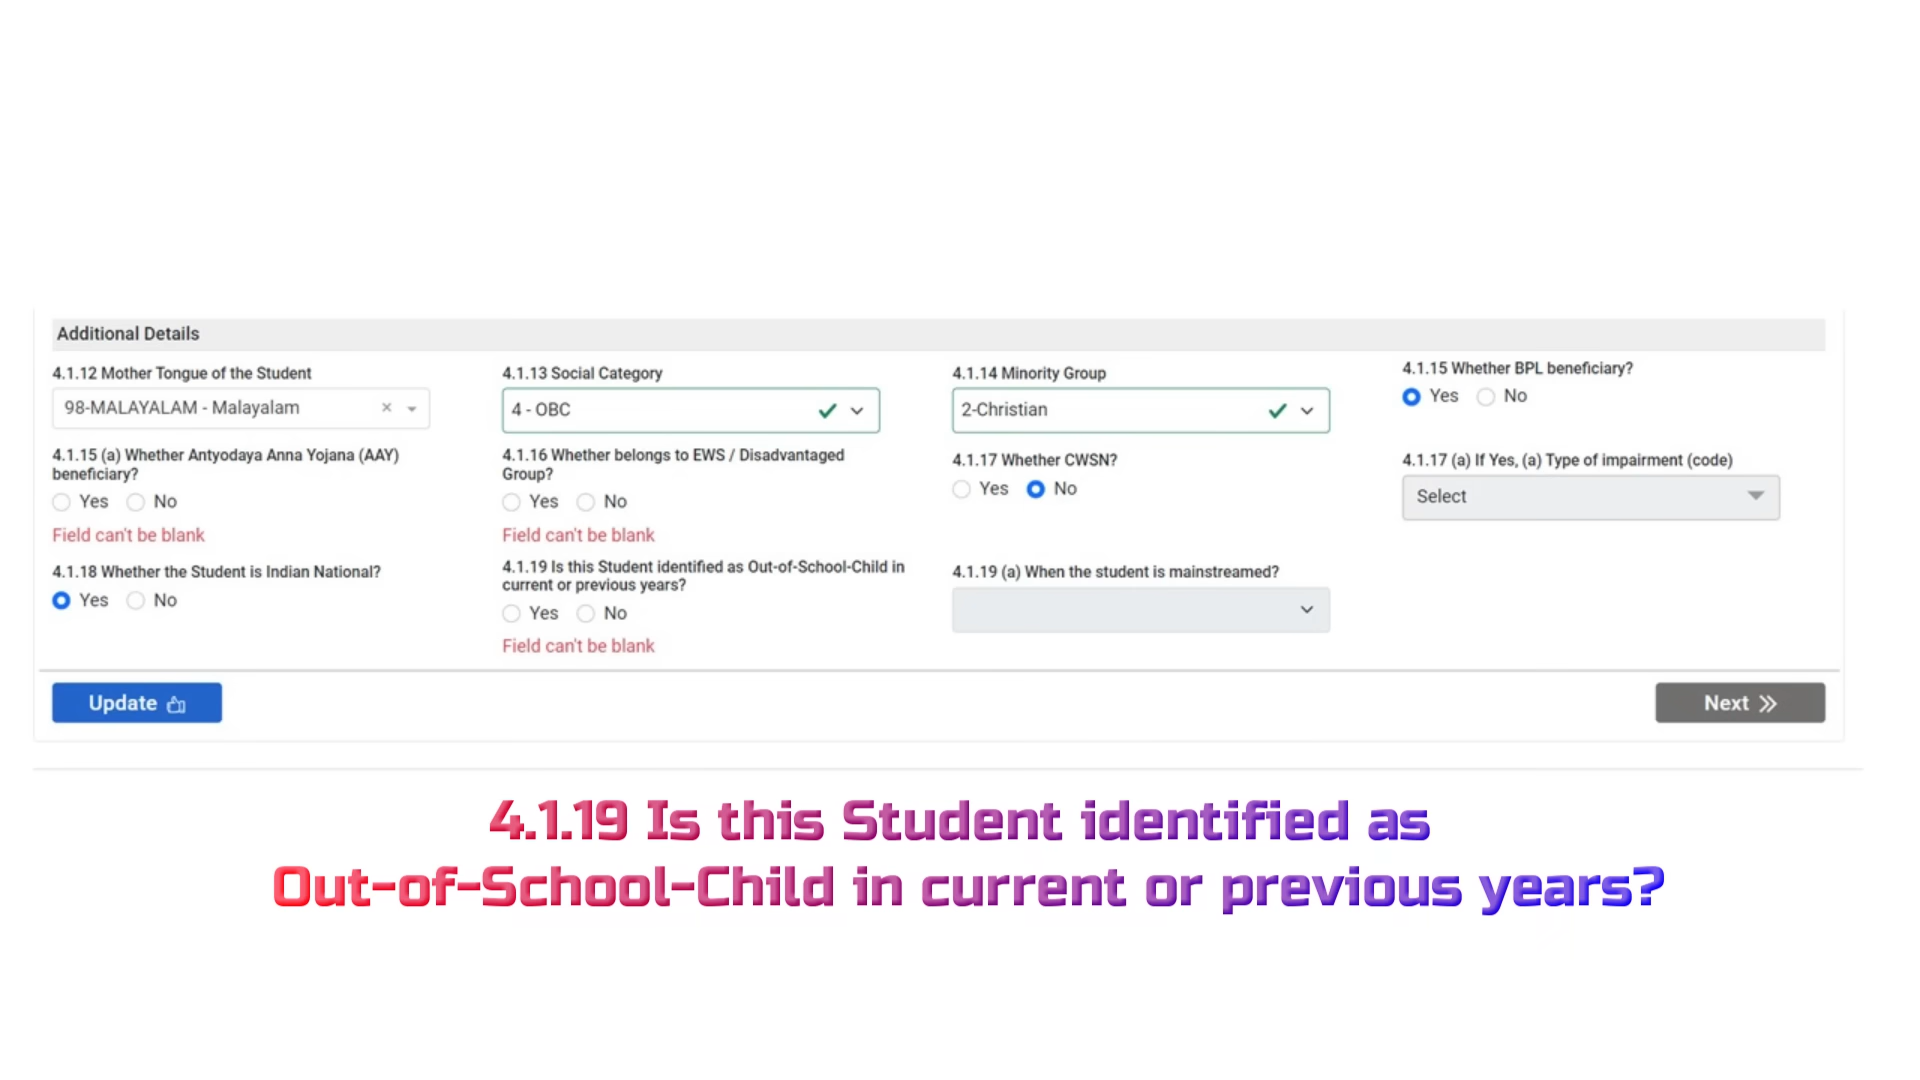 Additional Details
4.1.12 Mother Tongue of the Student
98-MALAYALAM - Malayalam
4.1.13 Social Category
4 - OBC
4.1.14 Minority Group
2-Christian
4.1.15 Whether BPL beneficiary?
Yes No
4.1.15 (a) Whether Antyodaya Anna Yojana (AAY)
beneficiary?
Yes No
Field can't be blank
4.1.16 Whether belongs to EWS / Disadvantaged
Group?
Yes No
Field can't be blank
4.1.17 Whether CWSN?
Yes No
4.1.17 (a) If Yes, (a) Type of impairment (code)
Select
4.1.18 Whether the Student is Indian National?
Yes No
4.1.19 Is this Student identified as Out-of-School-Child in
current or previous years?
Yes No
Field can't be blank
4.1.19 (a) When the student is mainstreamed?
Update
Next
4.1.19 Is this Student identified as
Out-of-School-Child in current or previous years?